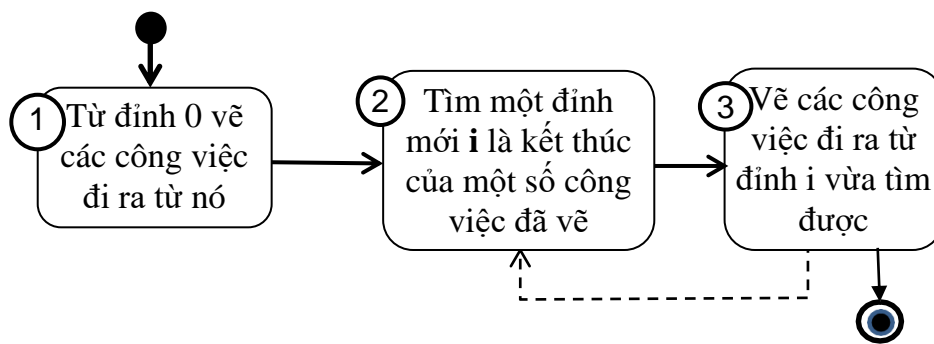 1
Từ đỉnh 0 vẽ
các công việc
đi ra từ nó
2
Tìm một đỉnh
mới i là kết thúc
của một số công
việc đã vẽ
3
Vẽ các công
việc đi ra từ
đỉnh i vừa tìm
được